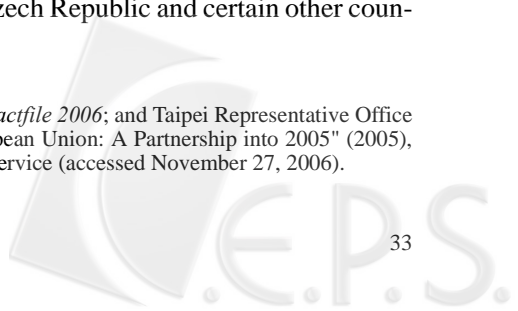 zech Republic and certain other coun-
actfile 2006; and Taipei Representative Office
pean Union: A Partnership into 2005" (2005),
ervice (accessed November 27, 2006).
33
C.E.P.S.